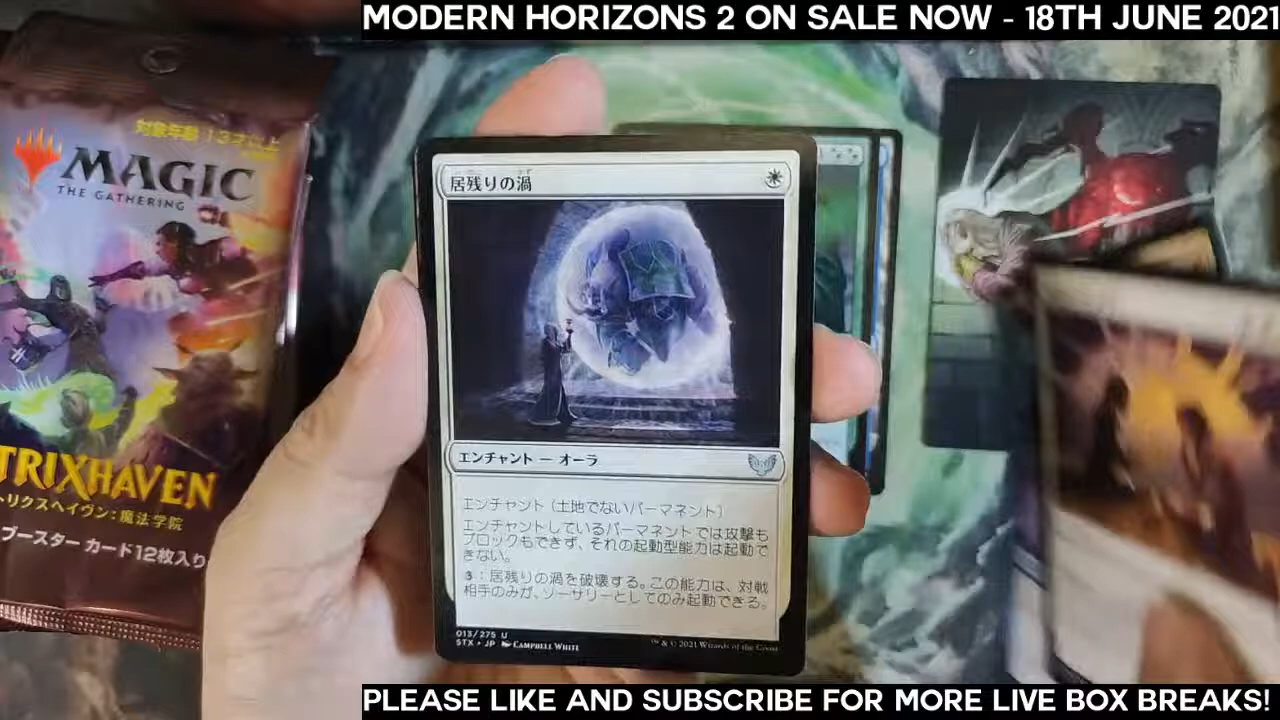 MODERN HORIZONS 2 ON SALE NOW - 18TH JUNE 2021
対象年齢 13才以上
MAGIC
THE GATHERING
TRIXHAVEN
トリクスヘイヴン:魔法学院
ブースター カード12枚入り
居残りの渦
エンチャント — オーラ
エンチャント(土地でないパーマネント)
エンチャントしているパーマネントでは攻撃も
ブロックもできず、それの起動型能力は起動で
きない。
3:居残りの渦を破壊する。この能力は、対戦
相手のみが、ソーサリーとしてのみ起動できる。
013/275 U
STX • JP CAMPBELL WHITE
™ & © 2021 Wizards of the Coast
PLEASE LIKE AND SUBSCRIBE FOR MORE LIVE BOX BREAKS!